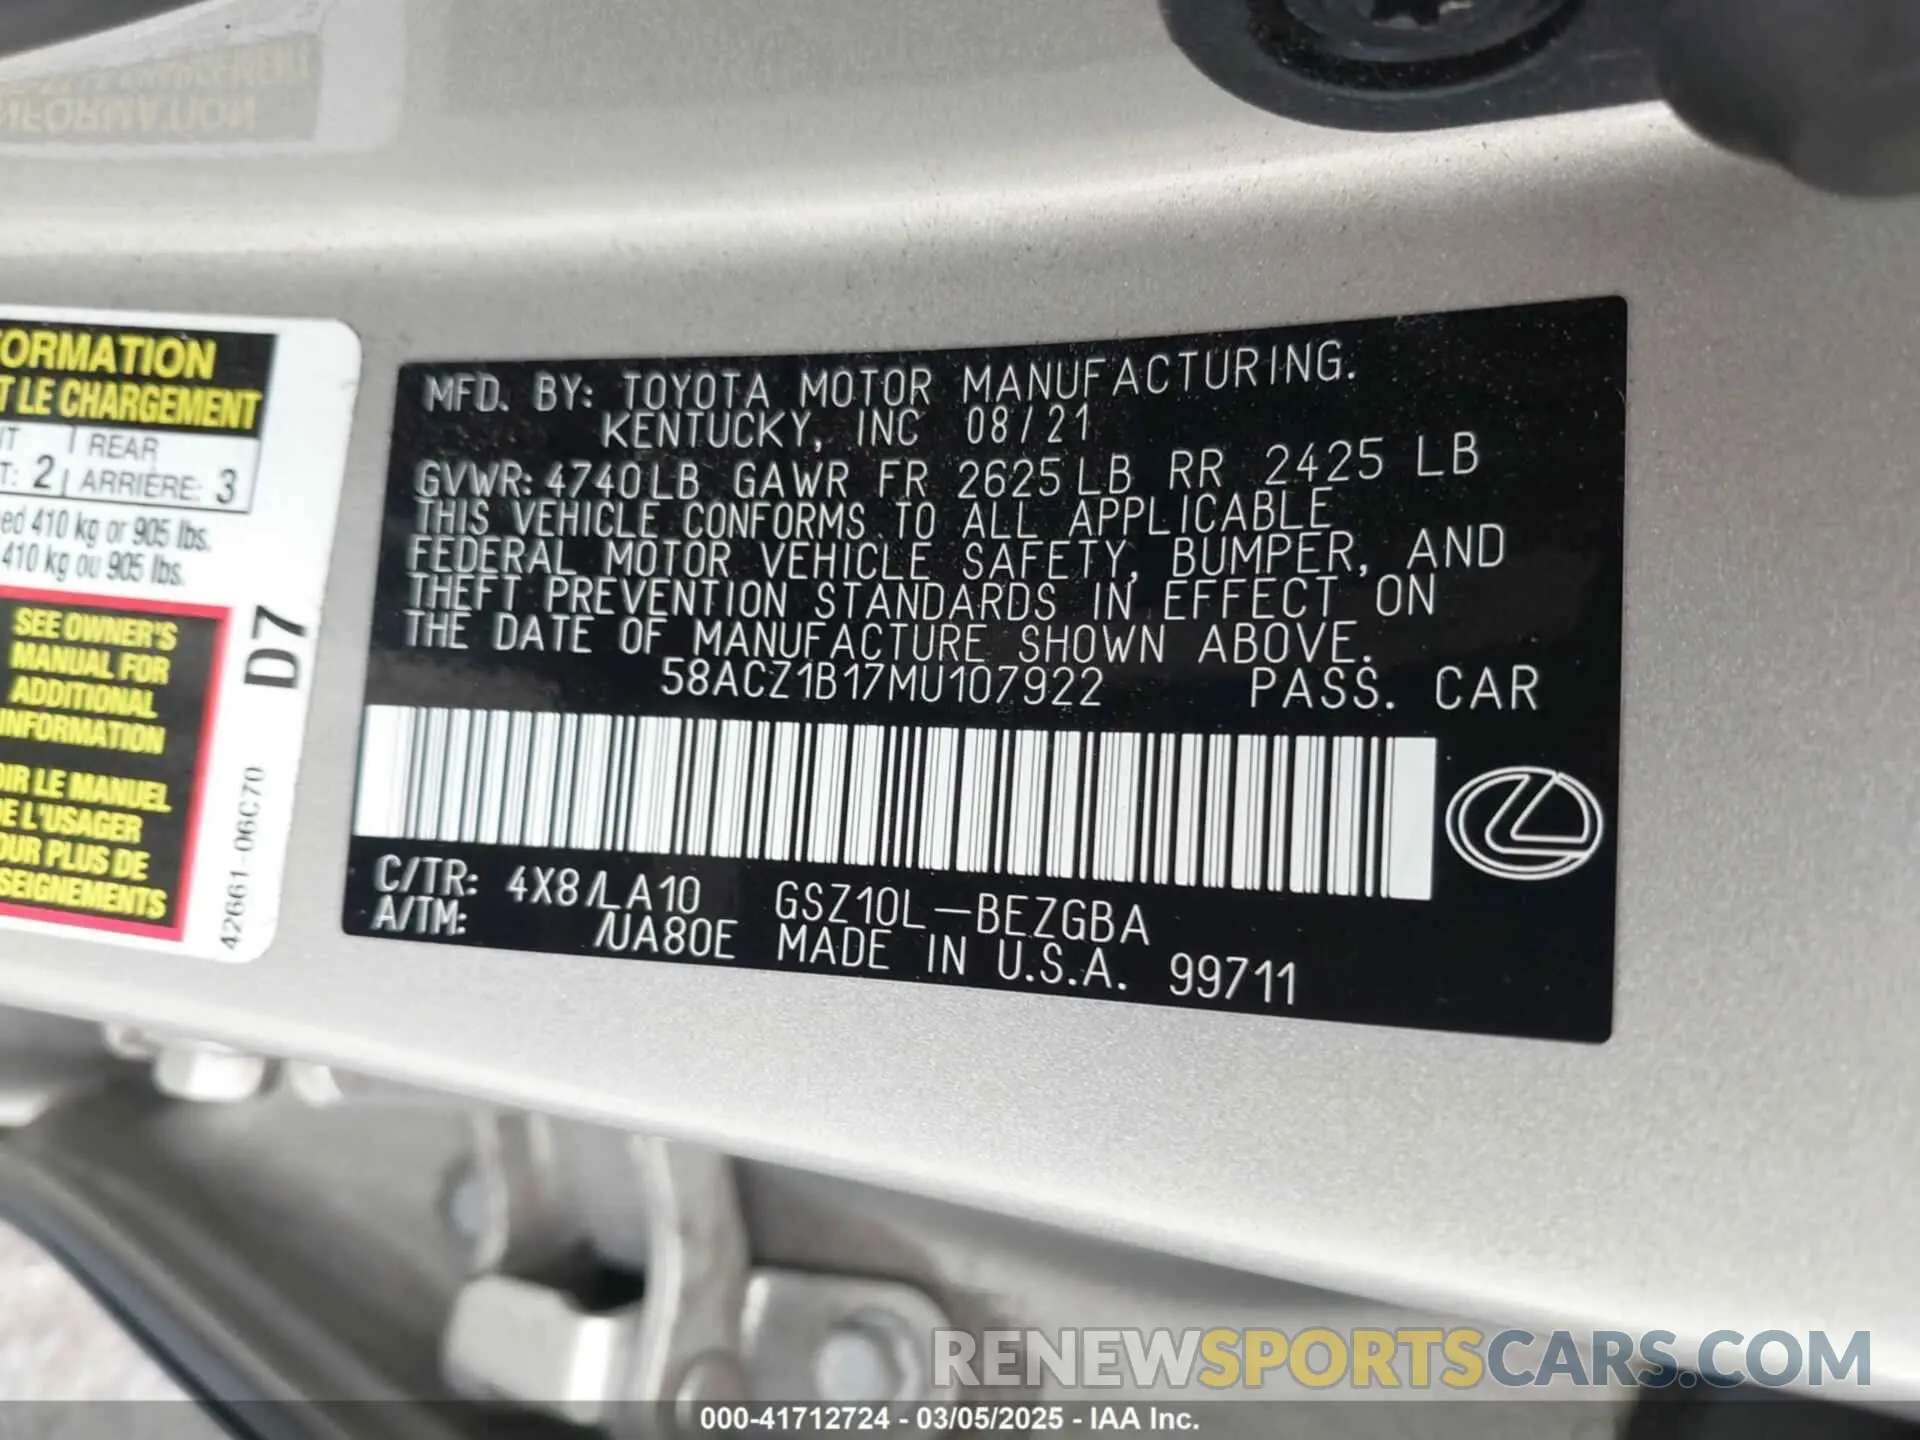 INFORMATION
FORMATION
T LE CHARGEMENT
REAR
T: 2 ARRIÈRE: 3
ed 410 kg or 905 lbs.
410 kg ou 905 lbs.
SEE OWNER'S
MANUAL FOR
ADDITIONAL
INFORMATION
OIR LE MANUEL
DE L'USAGER
OUR PLUS DE
SEIGNEMENTS
D7
42661-06C70
MFD. BY: TOYOTA MOTOR MANUFACTURING.
KENTUCKY, INC 08/21
GVWR: 4740LB GAWR FR 2625LB RR 2425 LB
THIS VEHICLE CONFORMS TO ALL APPLICABLE
FEDERAL MOTOR VEHICLE SAFETY, BUMPER, AND
THEFT PREVENTION STANDARDS IN EFFECT ON
THE DATE OF MANUFACTURE SHOWN ABOVE.
58ACZ1B17MU107922 PASS. CAR
C/TR: 4X8/LA10 GSZ10L-BEZGBA
A/TM: /UA80E MADE IN U.S.A. 99711
RENEWSPORTSCARS.COM
000-41712724 - 03/05/2025 - IAA Inc.